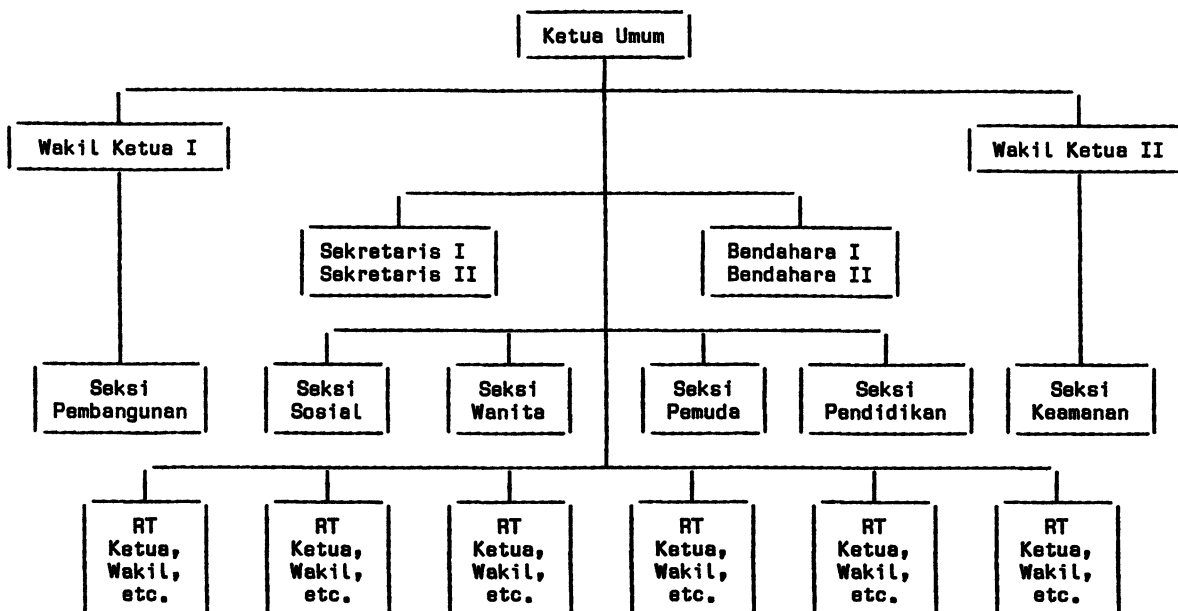 Ketua Umum
Wakil Ketua I
Wakil Ketua II
Sekretaris I
Sekretaris II
Bendahara I
Bendahara II
Seksi
Pembangunan
Seksi
Sosial
Seksi
Wanita
Seksi
Pemuda
Seksi
Pendidikan
Seksi
Keamanan
RT
Ketua,
Wakil,
etc.
RT
Ketua,
Wakil,
etc.
RT
Ketua,
Wakil,
etc.
RT
Ketua,
Wakil,
etc.
RT
Ketua,
Wakil,
etc.
RT
Ketua,
Wakil,
etc.